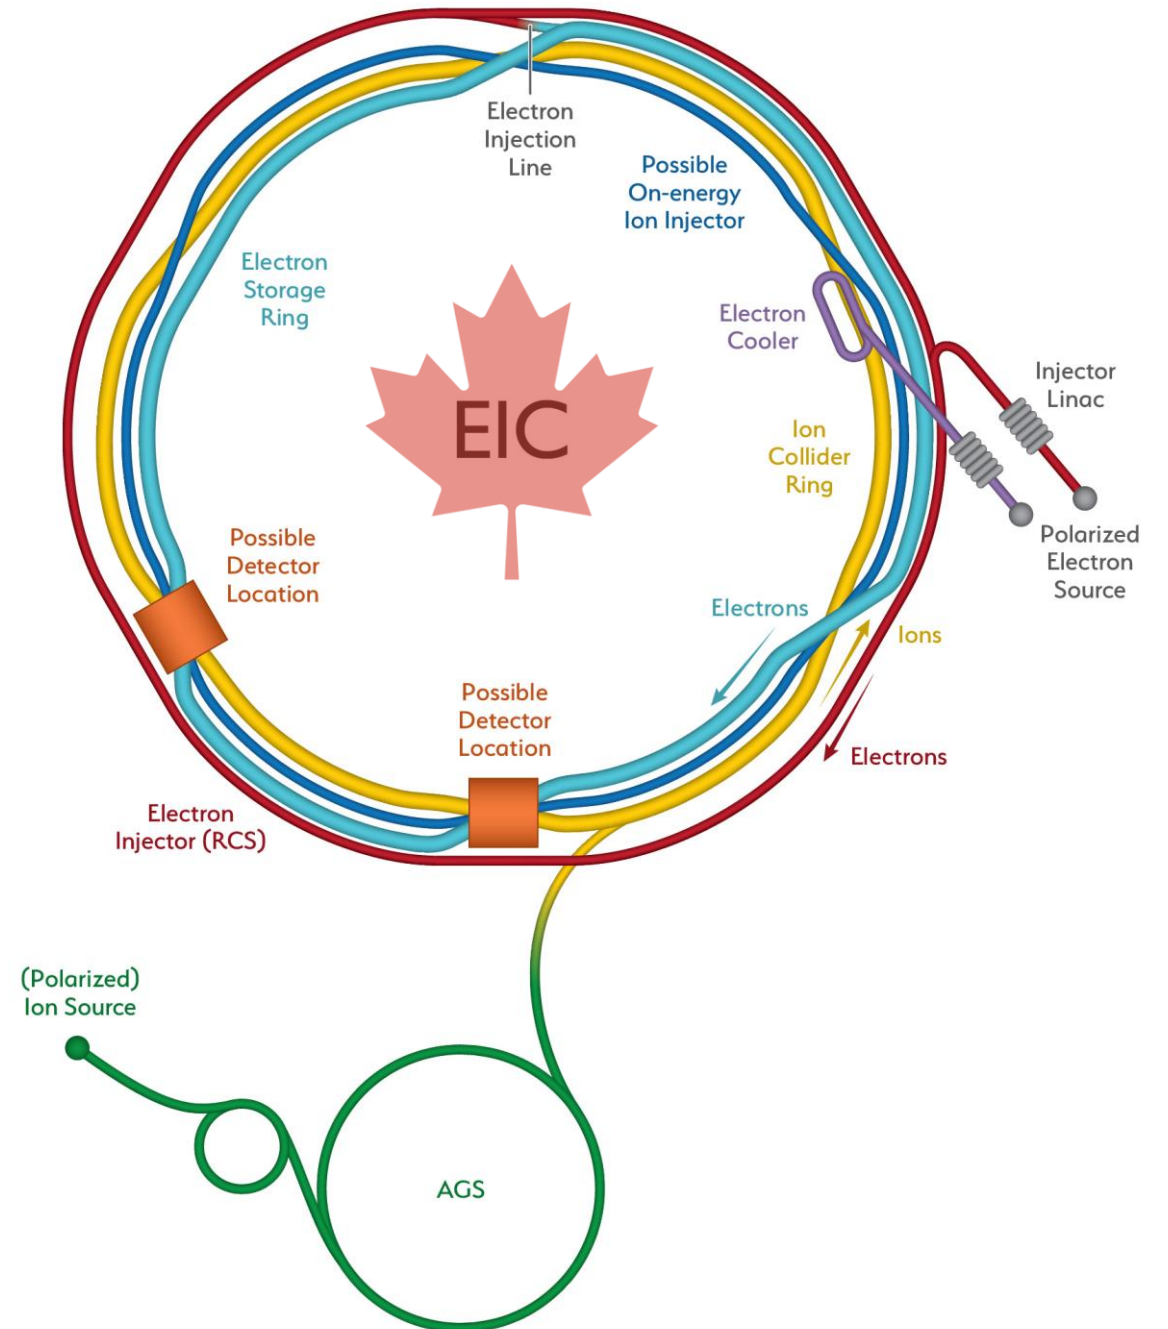 Electron
Injection
Line
Possible
On-energy
Ion Injector
Electron
Storage
Ring
Electron
Cooler
Injector
Linac
EIC
Ion
Collider
Ring
Polarized
Electron
Source
Possible
Detector
Location
Electrons
Ions
Possible
Detector
Location
Electrons
Electron
Injector (RCS)
(Polarized)
Ion Source
AGS